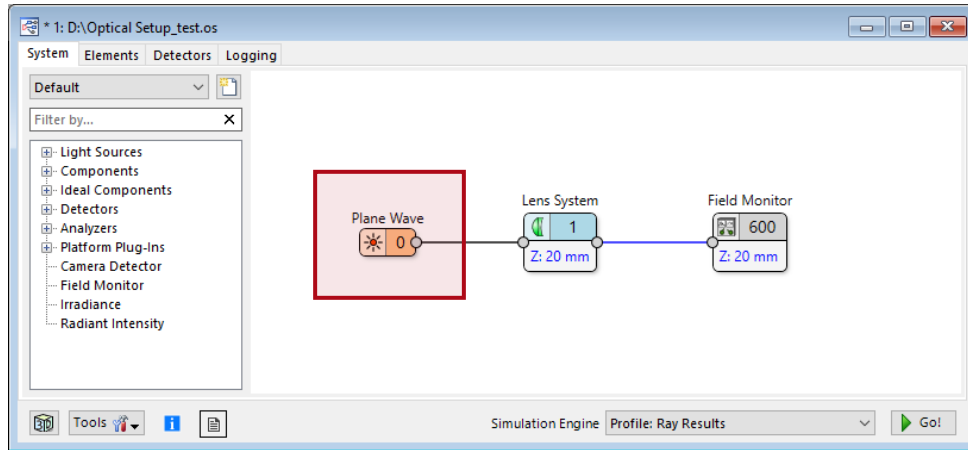 * 1: D:\Optical Setup_test.os
System Elements Detectors Logging
Default
Filter by...
Light Sources
Components
Ideal Components
Detectors
Analyzers
Platform Plug-Ins
Camera Detector
Field Monitor
Irradiance
Radiant Intensity
Plane Wave
0
Lens System
1
Z: 20 mm
Field Monitor
600
Z: 20 mm
3D Tools i Simulation Engine Profile: Ray Results Go!